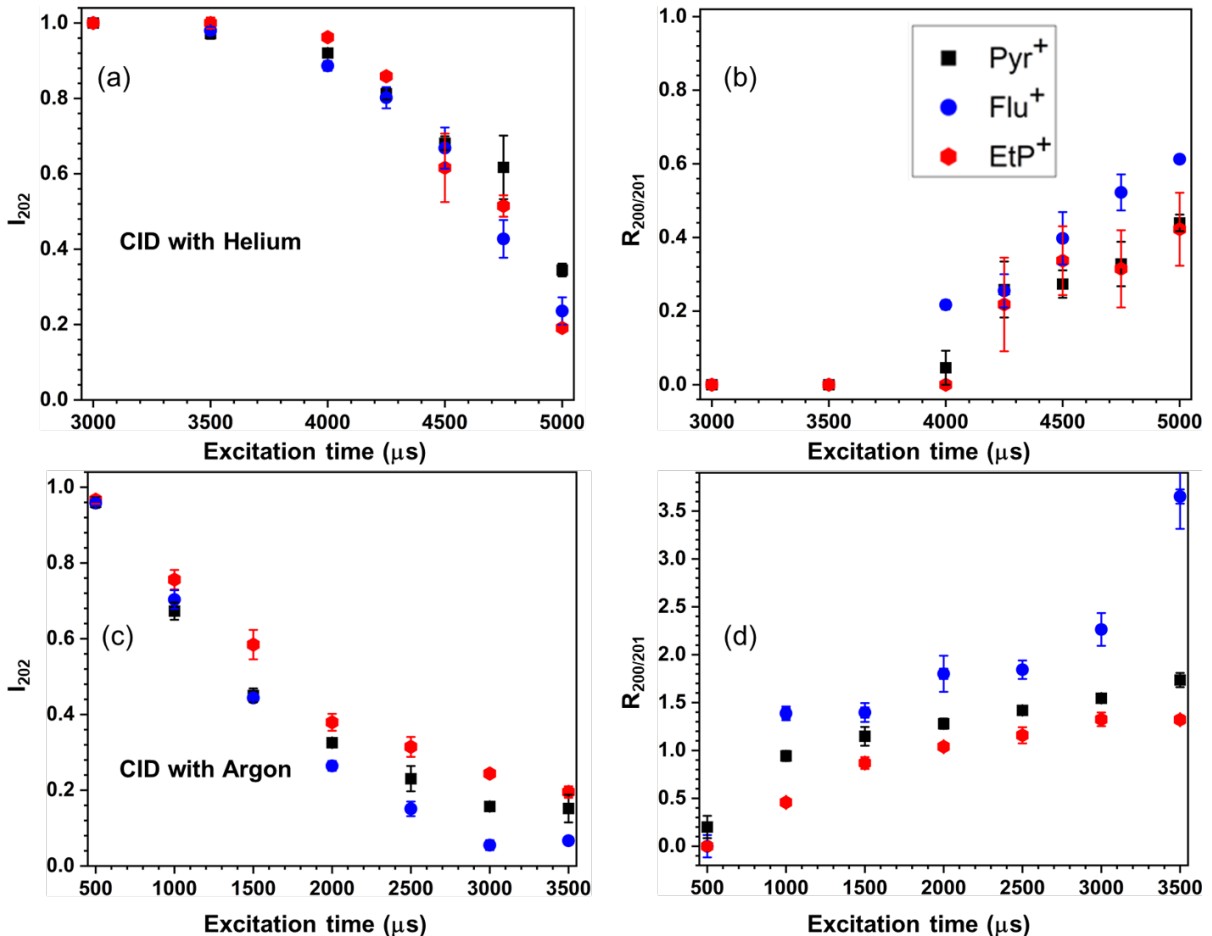 1.0
0.8
0.6
0.4
0.2
0.0
I202
(a)
CID with Helium
3000 3500 4000 4500 5000
Excitation time (μs)
1.0
0.8
0.6
0.4
0.2
0.0
R200/201
(b)
Pyr+
Flu+
EtP+
3000 3500 4000 4500 5000
Excitation time (μs)
1.0
0.8
0.6
0.4
0.2
0.0
I202
(c)
CID with Argon
500 1000 1500 2000 2500 3000 3500
Excitation time (μs)
3.5
3.0
2.5
2.0
1.5
1.0
0.5
0.0
R200/201
(d)
500 1000 1500 2000 2500 3000 3500
Excitation time (μs)